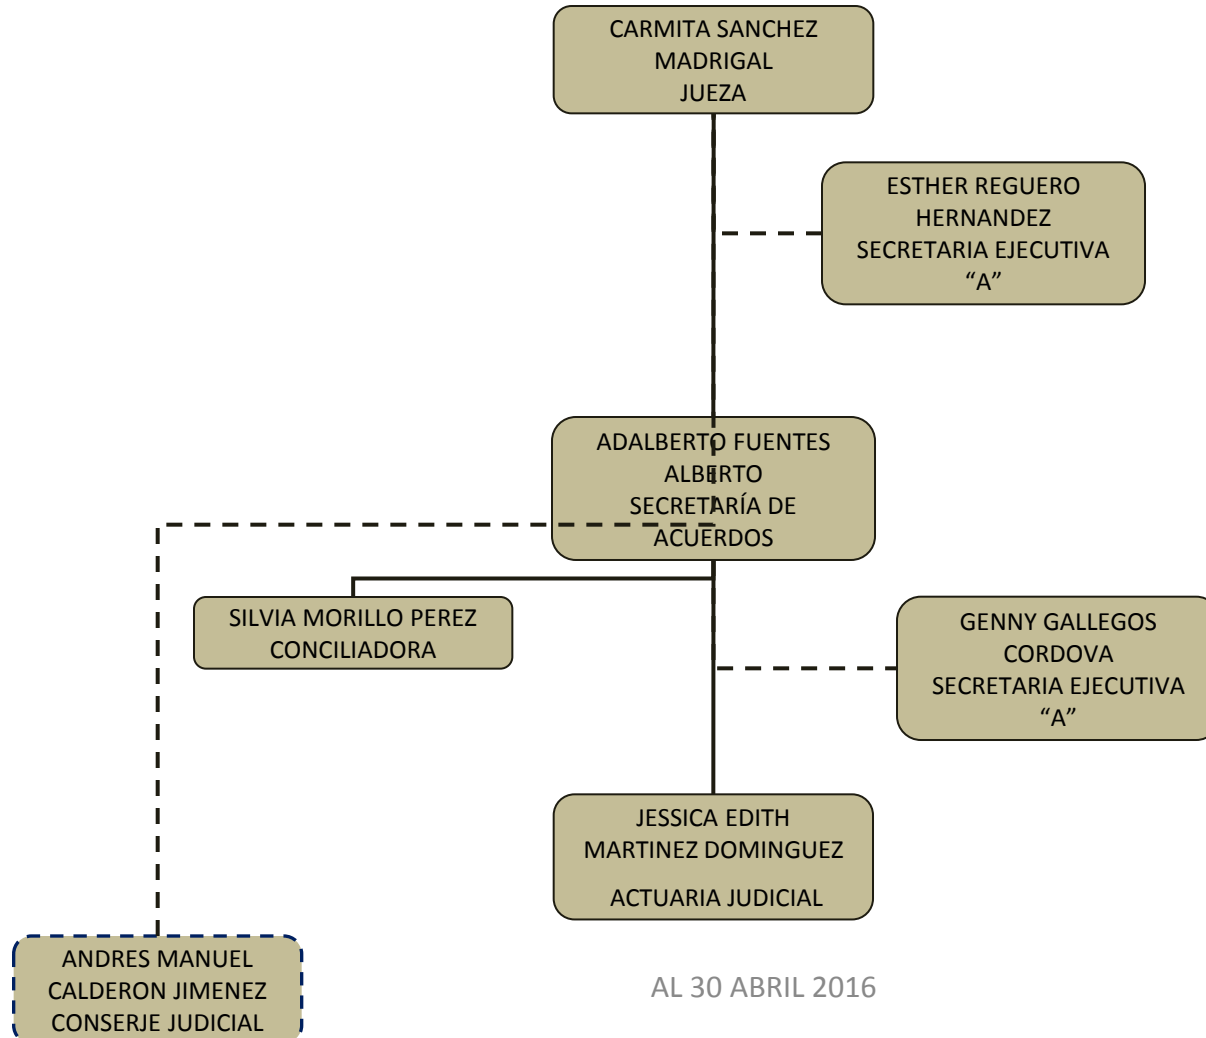 CARMITA SANCHEZ
MADRIGAL
JUEZA
ESTHER REGUERO
HERNANDEZ
SECRETARIA EJECUTIVA
“A”
ADALBERTO FUENTES
ALBERTO
SECRETARÍA DE
ACUERDOS
SILVIA MORILLO PEREZ
CONCILIADORA
GENNY GALLEGOS
CORDOVA
SECRETARIA EJECUTIVA
“A”
JESSICA EDITH
MARTINEZ DOMINGUEZ
ACTUARIA JUDICIAL
ANDRES MANUEL
CALDERON JIMENEZ
CONSERJE JUDICIAL
AL 30 ABRIL 2016